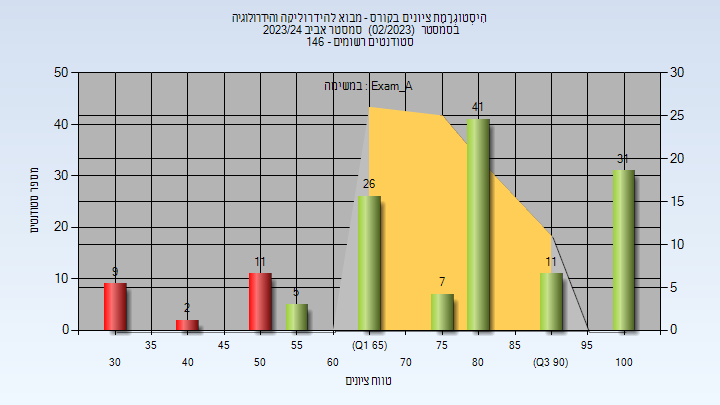 הִיסְטוֹגְרָמַת ציונים בקורס - מבוא להידרוליקה והידרולוגיה
בסמסטר (02/2023) סמסטר אביב 2023/24
סטודנטים רשומים - 146
במשימה : Exam_A
50 40 30 20 10 0
30 25 20 15 10 5 0
מספר סטודנטים
9 2 11 5 26 7 41 11 31
35 45 55 (Q1 65) 75 85 95
30 40 50 60 70 80 (Q3 90) 100
טווח ציונים